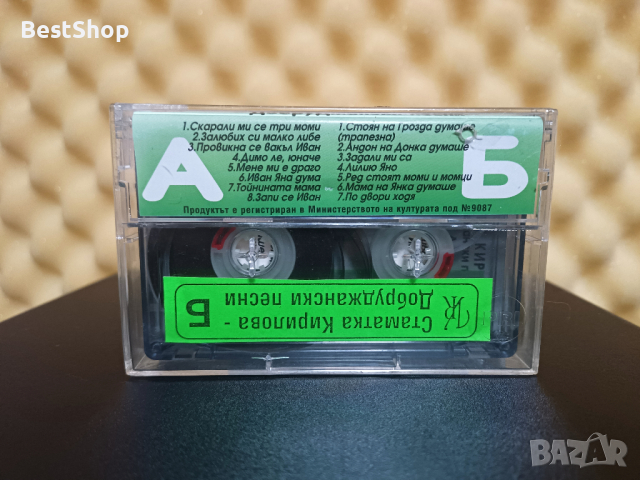 BestShop
А
1.Скарали ми се три моми
2.Залюбих си малко либе
3.Провикна се вакъл Иван
4.Димо ле, юначе
5.Мене ми е драго
6.Иван Яна дума
7.Тойнината мама
8.Запи се Иван
Б
1.Стоян на Грозда думаше
(трапезна)
2.Андон на Донка думаше
3.Задали ми са
4.Лилию Яно
5.Ред стоят моми и момци
6.Мама на Янка думаше
7.По двори ходя
Продуктът е регистриран в Министерството на културата под №9087
Стаматка Кирилова -
Добруджански песни
Б
BAZAR